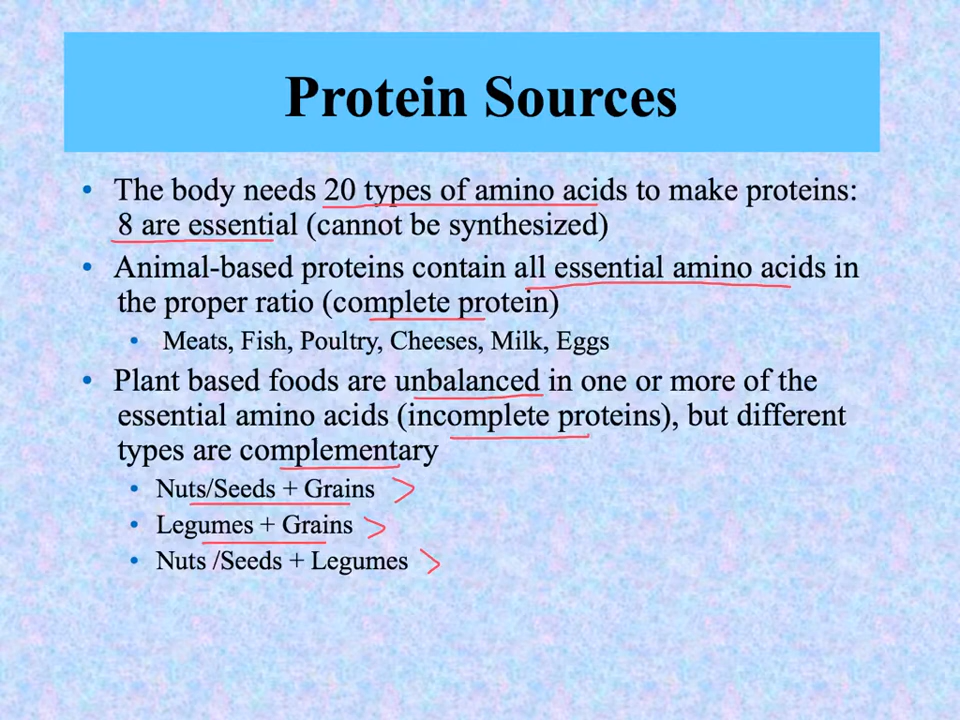 Protein Sources
• The body needs 20 types of amino acids to make proteins:
8 are essential (cannot be synthesized)
• Animal-based proteins contain all essential amino acids in
the proper ratio (complete protein)
• Meats, Fish, Poultry, Cheeses, Milk, Eggs
• Plant based foods are unbalanced in one or more of the
essential amino acids (incomplete proteins), but different
types are complementary
• Nuts/Seeds + Grains
• Legumes + Grains
• Nuts /Seeds + Legumes